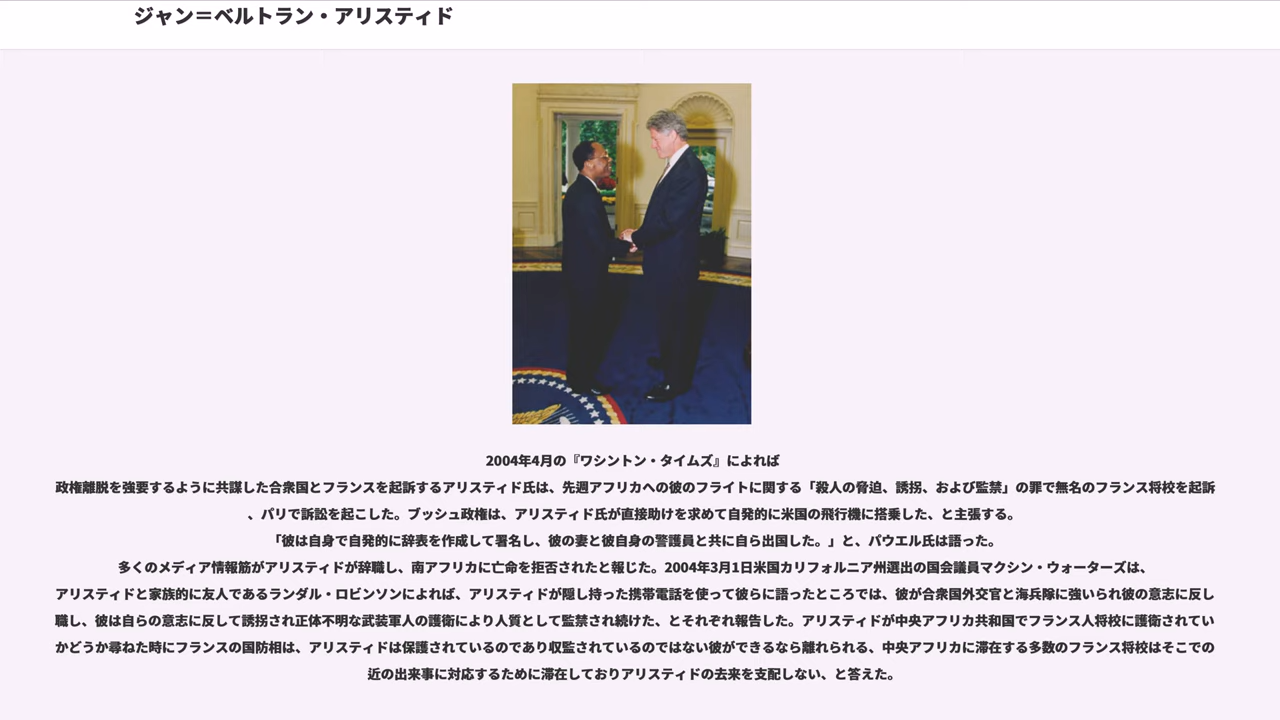 ジャン＝ベルトラン・アリスティド
2004年4月の『ワシントン・タイムズ』によれば
政権離脱を強要するように共謀した合衆国とフランスを起訴するアリスティド氏は、先週アフリカへの彼のフライトに関する「殺人の脅迫、誘拐、および監禁」の罪で無名のフランス将校を起訴
、パリで訴訟を起こした。ブッシュ政権は、アリスティド氏が直接助けを求めて自発的に米国の飛行機に搭乗した、と主張する。
「彼は自身で自発的に辞表を作成して署名し、彼の妻と彼自身の警護員と共に自ら出国した。」と、パウエル氏は語った。
多くのメディア情報筋がアリスティドが辞職し、南アフリカに亡命を拒否されたと報じた。2004年3月1日米国カリフォルニア州選出の国会議員マクシン・ウォーターズは、
アリスティドと家族的に友人であるランダル・ロビンソンによれば、アリスティドが隠し持った携帯電話を使って彼らに語ったところでは、彼が合衆国外交官と海兵隊に強いられ彼の意志に反し
職し、彼は自らの意志に反して誘拐され正体不明な武装軍人の護衛により人質として監禁され続けた、とそれぞれ報告した。アリスティドが中央アフリカ共和国でフランス人将校に護衛されてい
かどうか尋ねた時にフランスの国防相は、アリスティドは保護されているのであり収監されているのではない彼ができるなら離れられる、中央アフリカに滞在する多数のフランス将校はそこでの
近の出来事に対応するために滞在しておりアリスティドの去来を支配しない、と答えた。